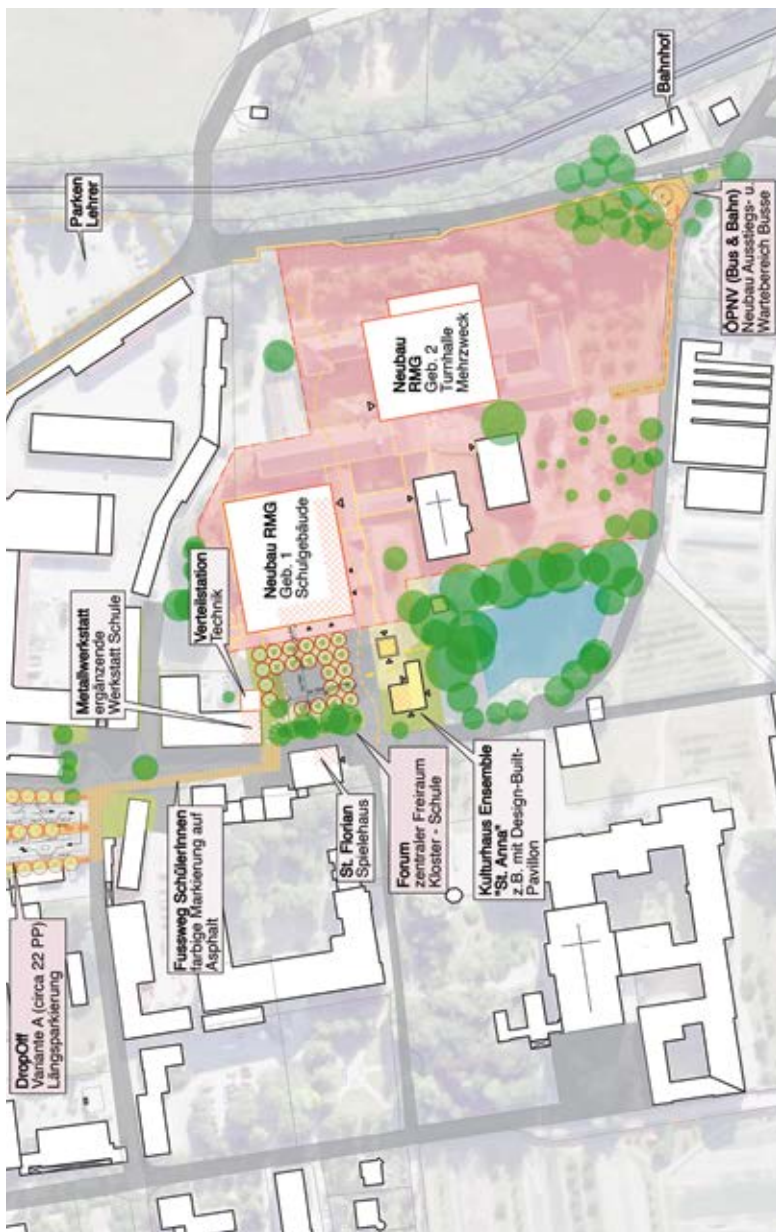 DropOff
Variante A (circa 22 PP)
Längsparkierung
Fussweg SchülerInnen
farbige Markierung auf
Asphalt
Metallwerkstatt
ergänzende
Werkstatt Schule
Verteilstation
Technik
Parken
Lehrer
St. Florian
Spielehaus
Forum
zentraler Freiraum
Kloster - Schule
Kulturhaus Ensemble
"St. Anna"
z.B. mit Design-Built-
Pavillon
Neubau RMG
Geb. 1
Schulgebäude
Neubau
RMG
Geb. 2
Turnhalle
Mehrzweck
Bahnhof
ÖPNV (Bus & Bahn)
Neubau Ausstiegs- u.
Wartebereich Busse